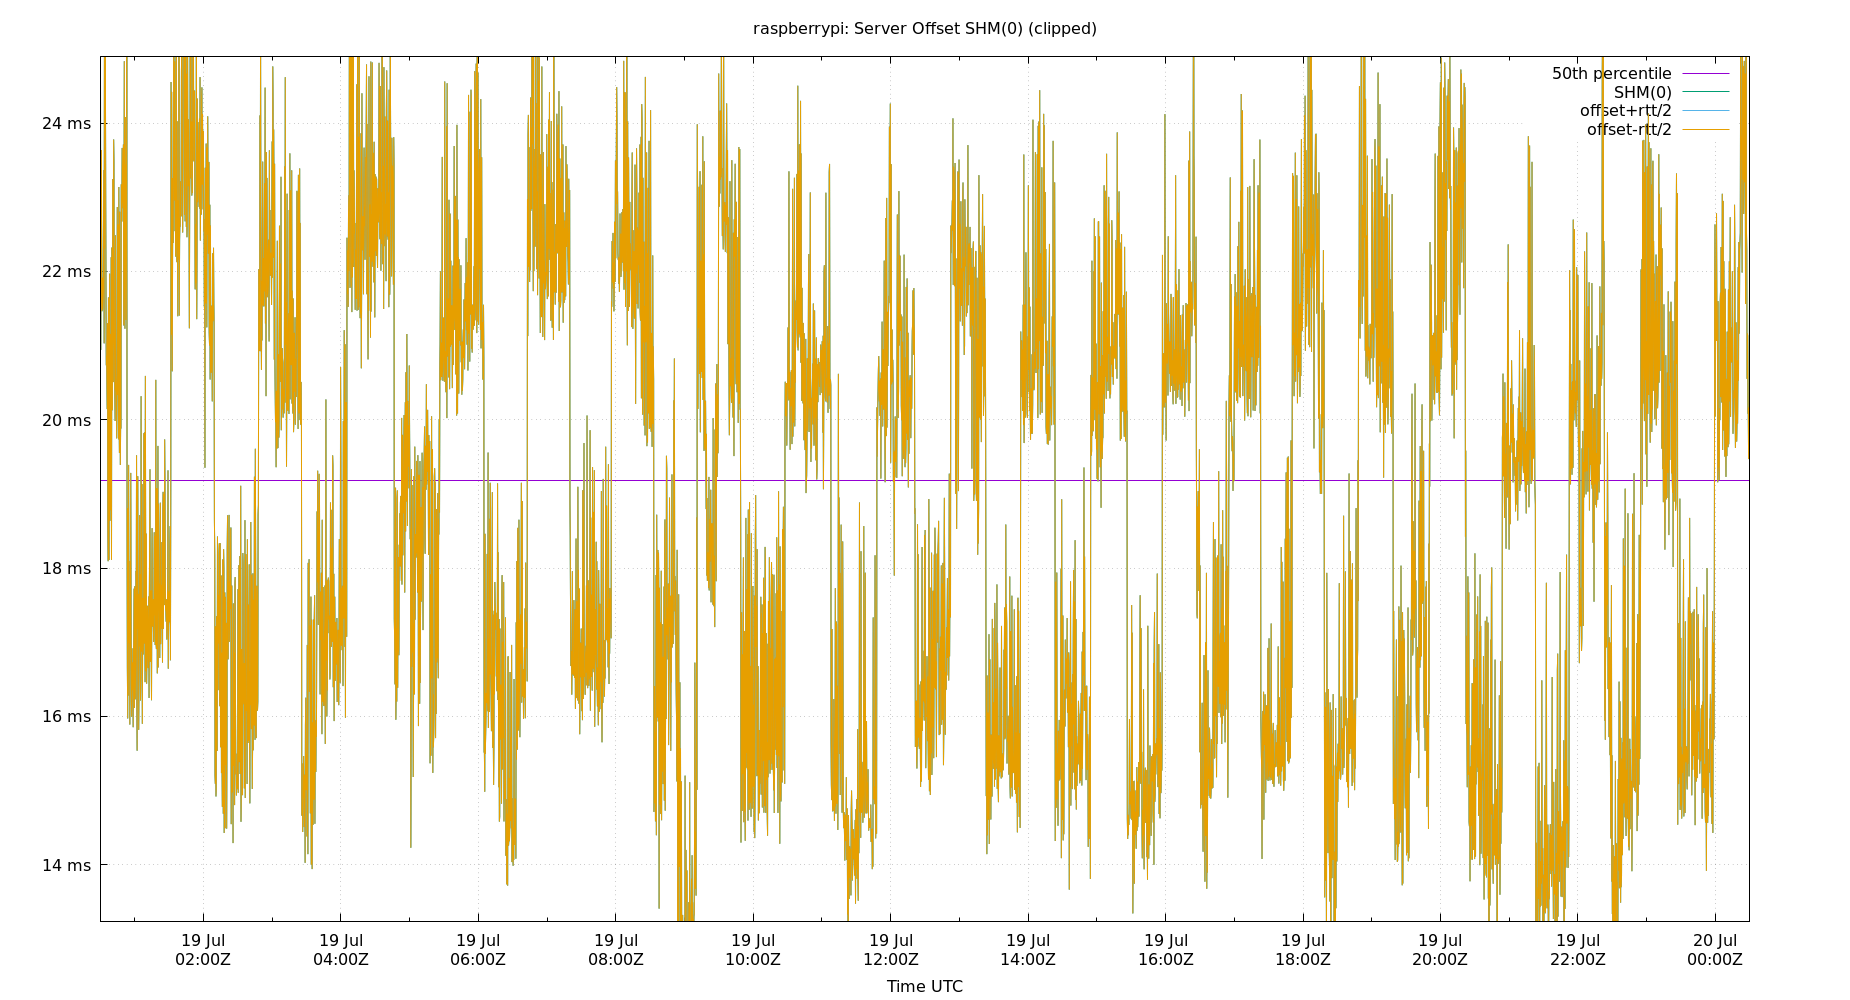 raspberrypi: Server Offset SHM(0) (clipped)
50th percentile
SHM(0)
offset+rtt/2
offset-rtt/2
24 ms
22 ms
20 ms
18 ms
16 ms
14 ms
19 Jul 19 Jul 19 Jul 19 Jul 19 Jul 19 Jul 19 Jul 19 Jul 19 Jul 19 Jul 19 Jul 20 Jul
02:00Z 04:00Z 06:00Z 08:00Z 10:00Z 12:00Z 14:00Z 16:00Z 18:00Z 20:00Z 22:00Z 00:00Z
Time UTC